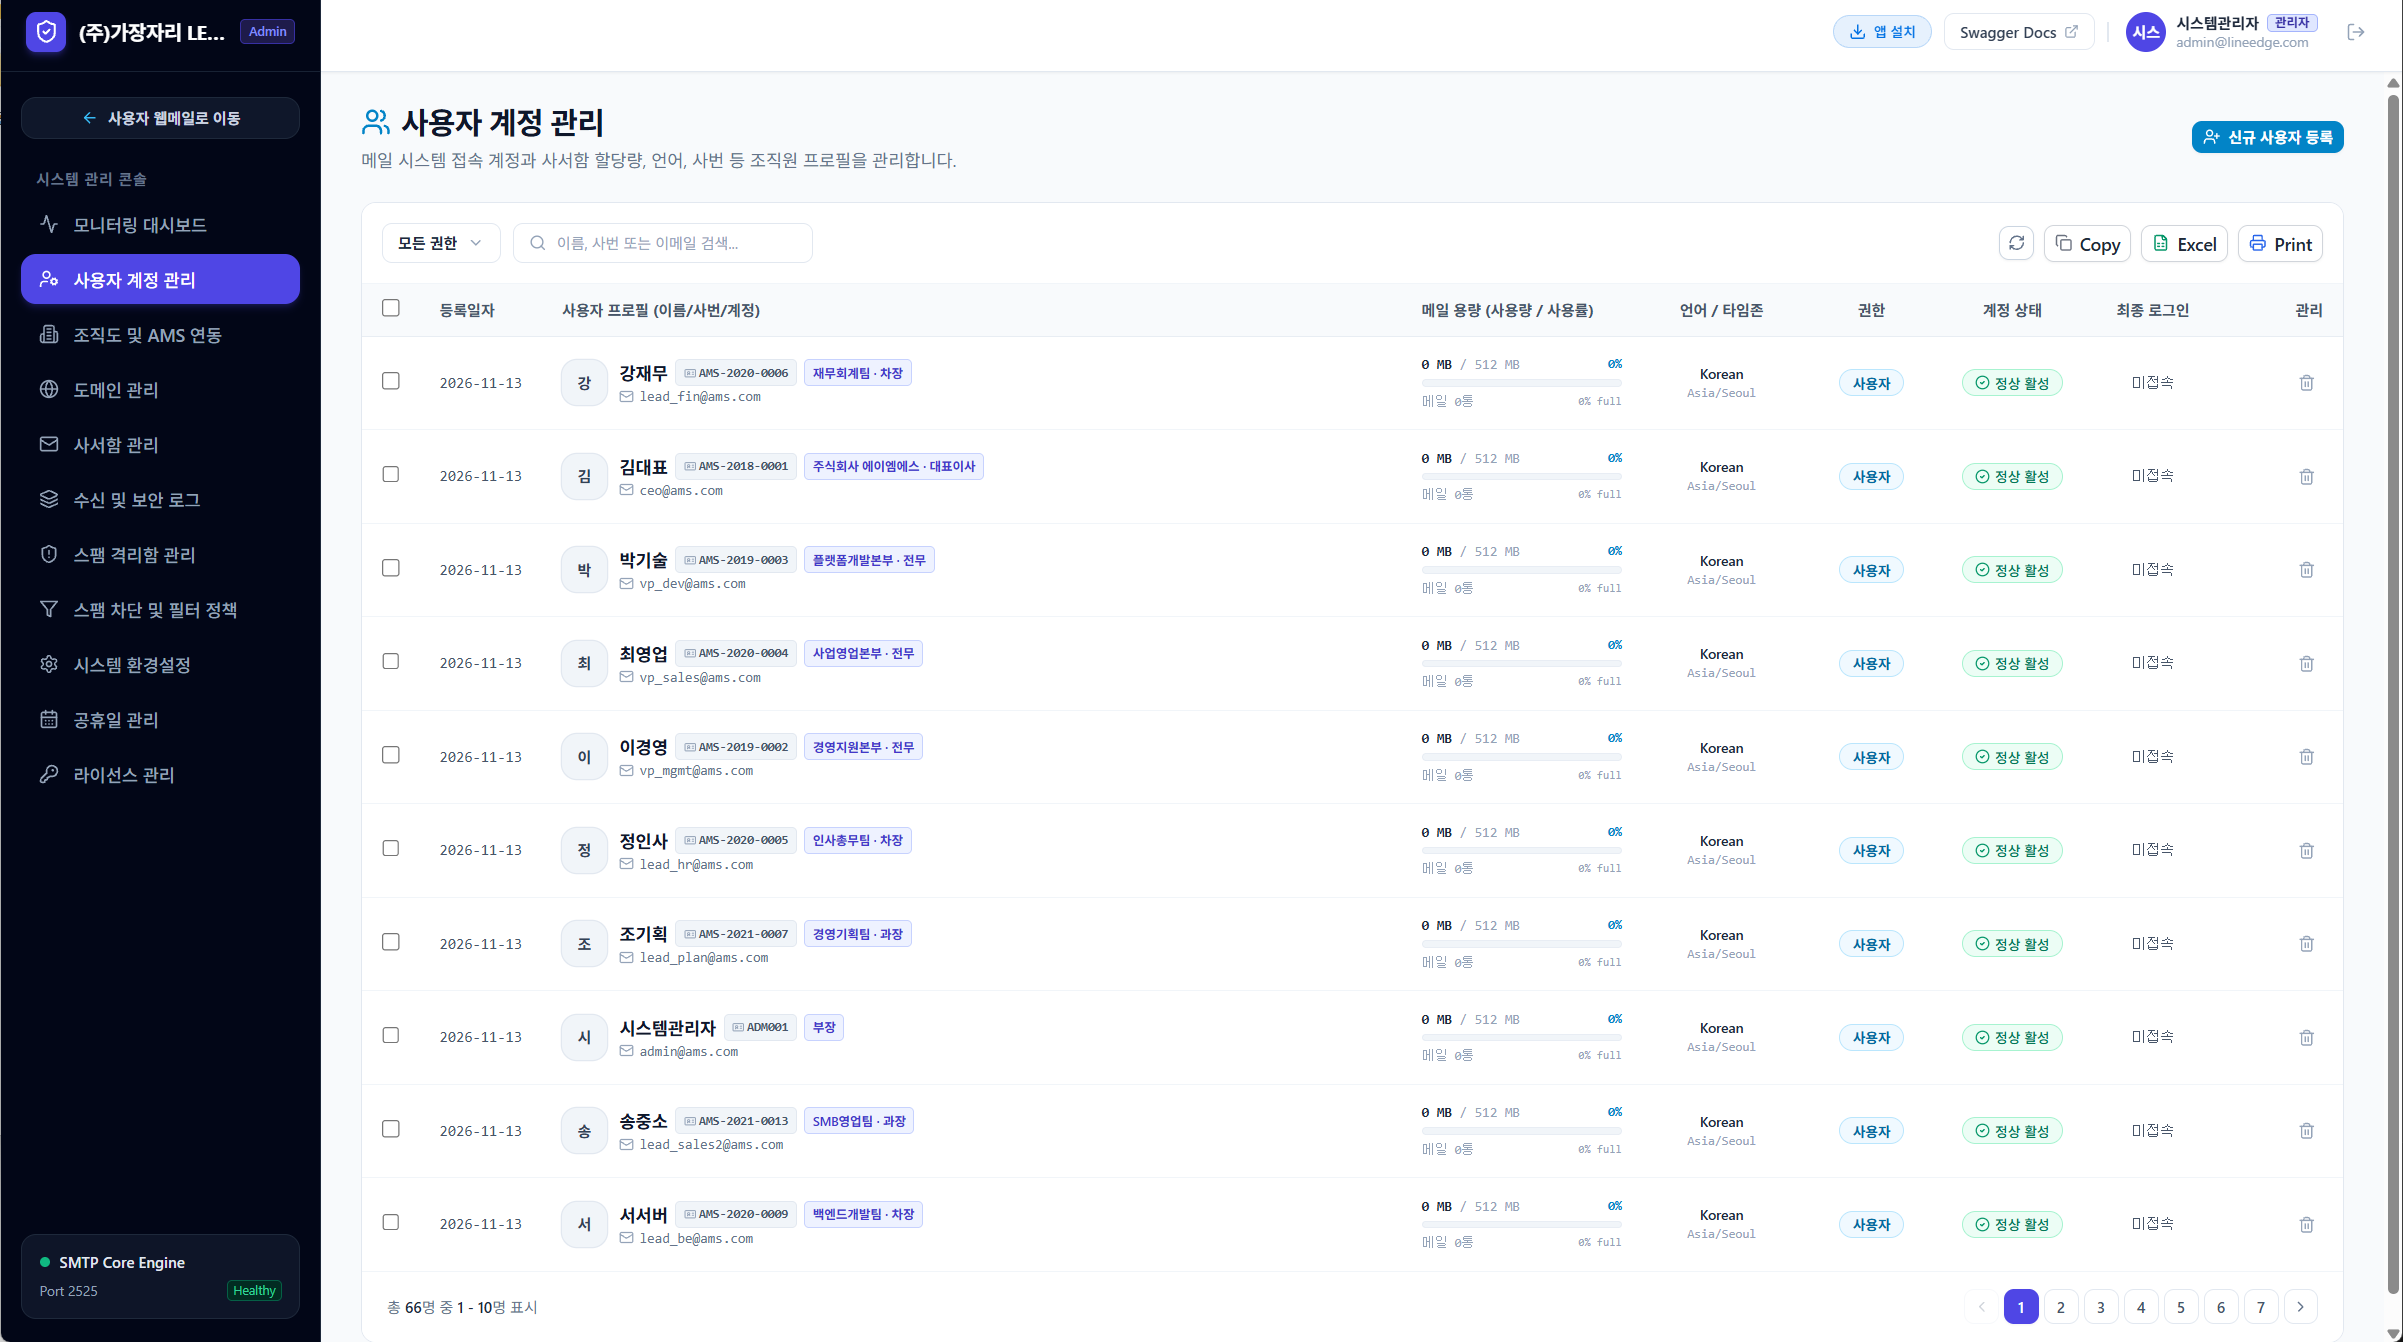 (주)가장자리 LE... Admin
앱 설치 Swagger Docs 시스 시스템관리자 관리자
admin@lineedge.com
사용자 웹메일로 이동
시스템 관리 콘솔
모니터링 대시보드
사용자 계정 관리
조직도 및 AMS 연동
도메인 관리
사서함 관리
수신 및 보안 로그
스팸 격리함 관리
스팸 차단 및 필터 정책
시스템 환경설정
공휴일 관리
라이선스 관리
SMTP Core Engine
Port 2525 Healthy
사용자 계정 관리
메일 시스템 접속 계정과 사서함 할당량, 언어, 사번 등 조직원 프로필을 관리합니다.
신규 사용자 등록
모든 권한 이름, 사번 또는 이메일 검색... Copy Excel Print
등록일자 사용자 프로필 (이름/사번/계정) 메일 용량 (사용량 / 사용률) 언어 / 타임존 권한 계정 상태 최종 로그인 관리
2026-11-13 강 강재무 AMS-2020-0006 재무회계팀 · 차장 0 MB / 512 MB 0% Korean 사용자 정상 활성 미접속
lead_fin@ams.com 메일 0통 0% full Asia/Seoul
2026-11-13 김 김대표 AMS-2018-0001 주식회사 에이엠에스 · 대표이사 0 MB / 512 MB 0% Korean 사용자 정상 활성 미접속
ceo@ams.com 메일 0통 0% full Asia/Seoul
2026-11-13 박 박기술 AMS-2019-0003 플랫폼개발본부 · 전무 0 MB / 512 MB 0% Korean 사용자 정상 활성 미접속
vp_dev@ams.com 메일 0통 0% full Asia/Seoul
2026-11-13 최 최영업 AMS-2020-0004 사업영업본부 · 전무 0 MB / 512 MB 0% Korean 사용자 정상 활성 미접속
vp_sales@ams.com 메일 0통 0% full Asia/Seoul
2026-11-13 이 이경영 AMS-2019-0002 경영지원본부 · 전무 0 MB / 512 MB 0% Korean 사용자 정상 활성 미접속
vp_mgmt@ams.com 메일 0통 0% full Asia/Seoul
2026-11-13 정 정인사 AMS-2020-0005 인사총무팀 · 차장 0 MB / 512 MB 0% Korean 사용자 정상 활성 미접속
lead_hr@ams.com 메일 0통 0% full Asia/Seoul
2026-11-13 조 조기획 AMS-2021-0007 경영기획팀 · 과장 0 MB / 512 MB 0% Korean 사용자 정상 활성 미접속
lead_plan@ams.com 메일 0통 0% full Asia/Seoul
2026-11-13 시 시스템관리자 ADM001 부장 0 MB / 512 MB 0% Korean 사용자 정상 활성 미접속
admin@ams.com 메일 0통 0% full Asia/Seoul
2026-11-13 송 송중소 AMS-2021-0013 SMB영업팀 · 과장 0 MB / 512 MB 0% Korean 사용자 정상 활성 미접속
lead_sales2@ams.com 메일 0통 0% full Asia/Seoul
2026-11-13 서 서서버 AMS-2020-0009 백엔드개발팀 · 차장 0 MB / 512 MB 0% Korean 사용자 정상 활성 미접속
lead_be@ams.com 메일 0통 0% full Asia/Seoul
총 66명 중 1 - 10명 표시 1 2 3 4 5 6 7